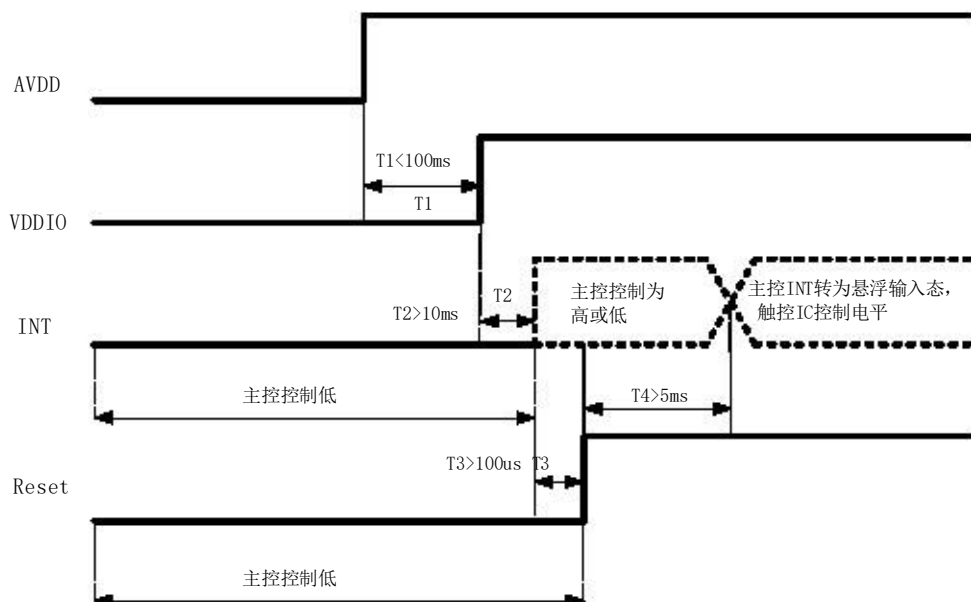 AVDD
T1<100ms
T1
VDDIO
T2>10ms
T2
主控控制为
高或低
主控INT转为悬浮输入态,
触控IC控制电平
INT
主控控制低
T4>5ms
T3>100us T3
Reset
主控控制低